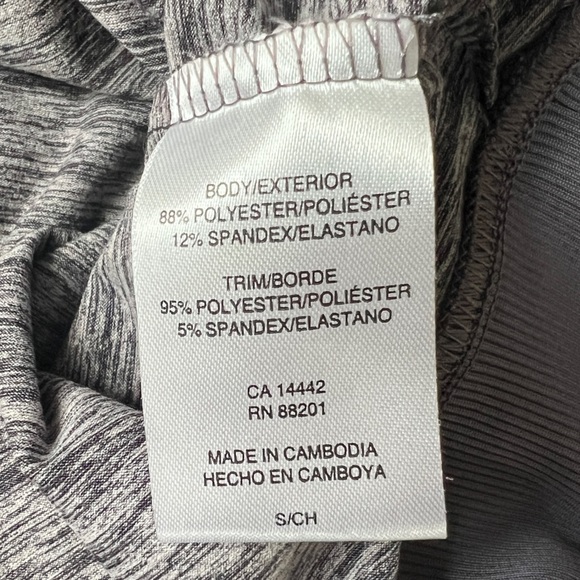 BODY/EXTERIOR
88% POLYESTER/POLIÉSTER
12% SPANDEX/ELASTANO
TRIM/BORDE
95% POLYESTER/POLIÉSTER
5% SPANDEX/ELASTANO
CA 14442
RN 88201
MADE IN CAMBODIA
HECHO EN CAMBOYA
S/CH